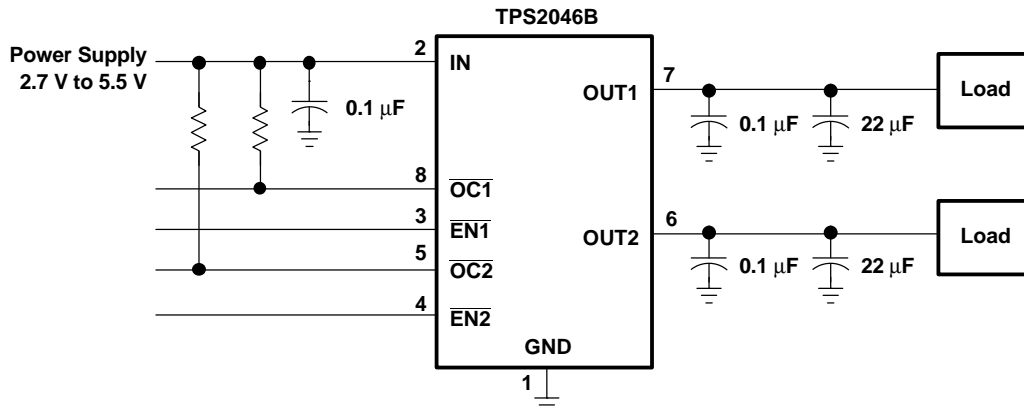 TPS2046B
Power Supply
2.7 V to 5.5 V
2
IN
0.1 μF
7
OUT1
0.1 μF
22 μF
Load
8
OC1
3
EN1
5
OC2
4
EN2
6
OUT2
0.1 μF
22 μF
Load
GND
1